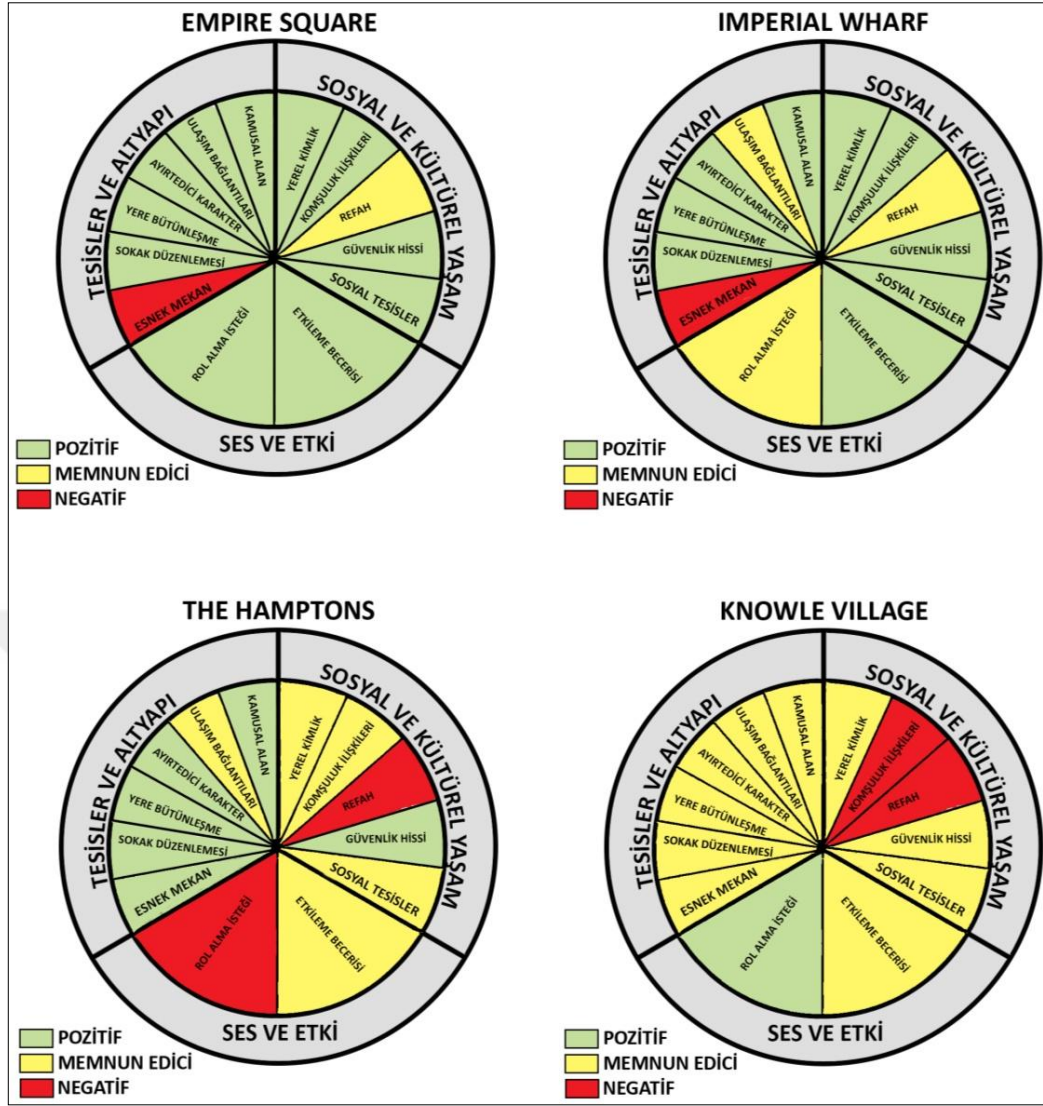 EMPIRE SQUARE
TESİSLER VE ALTYAPI
SOSYAL VE KÜLTÜREL YAŞAM
SES VE ETKİ
KAMUSAL ALAN
ULAŞIM BAĞLANTILARI
AYIRTEDİCİ KARAKTER
YERE BÜTÜNLEŞME
SOKAK DÜZENLEMESİ
ESNEK MEKAN
YEREL KİMLİK
KOMŞULUK İLİŞKİLERİ
REFAH
GÜVENLİK HİSSİ
SOSYAL TESİSLER
ROL ALMA İSTEĞİ
ETKİLEME BECERİSİ
POZİTİF
MEMNUN EDİCİ
NEGATİF
IMPERIAL WHARF
TESİSLER VE ALTYAPI
SOSYAL VE KÜLTÜREL YAŞAM
SES VE ETKİ
KAMUSAL ALAN
ULAŞIM BAĞLANTILARI
AYIRTEDİCİ KARAKTER
YERE BÜTÜNLEŞME
SOKAK DÜZENLEMESİ
ESNEK MEKAN
YEREL KİMLİK
KOMŞULUK İLİŞKİLERİ
REFAH
GÜVENLİK HİSSİ
SOSYAL TESİSLER
ROL ALMA İSTEĞİ
ETKİLEME BECERİSİ
POZİTİF
MEMNUN EDİCİ
NEGATİF
THE HAMPTONS
TESİSLER VE ALTYAPI
SOSYAL VE KÜLTÜREL YAŞAM
SES VE ETKİ
KAMUSAL ALAN
ULAŞIM BAĞLANTILARI
AYIRTEDİCİ KARAKTER
YERE BÜTÜNLEŞME
SOKAK DÜZENLEMESİ
ESNEK MEKAN
YEREL KİMLİK
KOMŞULUK İLİŞKİLERİ
REFAH
GÜVENLİK HİSSİ
SOSYAL TESİSLER
ROL ALMA İSTEĞİ
ETKİLEME BECERİSİ
POZİTİF
MEMNUN EDİCİ
NEGATİF
KNOWLE VILLAGE
TESİSLER VE ALTYAPI
SOSYAL VE KÜLTÜREL YAŞAM
SES VE ETKİ
KAMUSAL ALAN
ULAŞIM BAĞLANTILARI
AYIRTEDİCİ KARAKTER
YERE BÜTÜNLEŞME
SOKAK DÜZENLEMESİ
ESNEK MEKAN
YEREL KİMLİK
KOMŞULUK İLİŞKİLERİ
REFAH
GÜVENLİK HİSSİ
SOSYAL TESİSLER
ROL ALMA İSTEĞİ
ETKİLEME BECERİSİ
POZİTİF
MEMNUN EDİCİ
NEGATİF